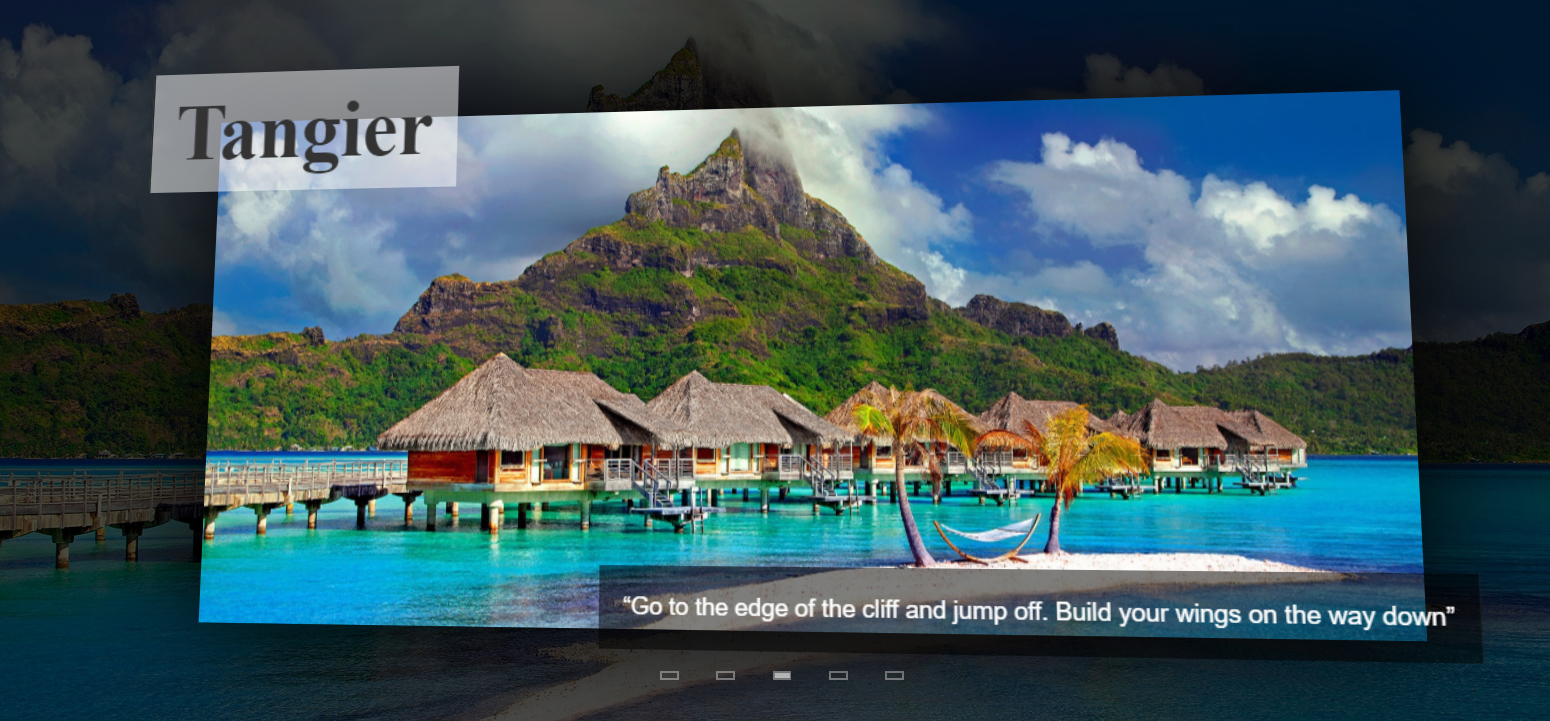 Tangier
“Go to the edge of the cliff and jump off. Build your wings on the way down”